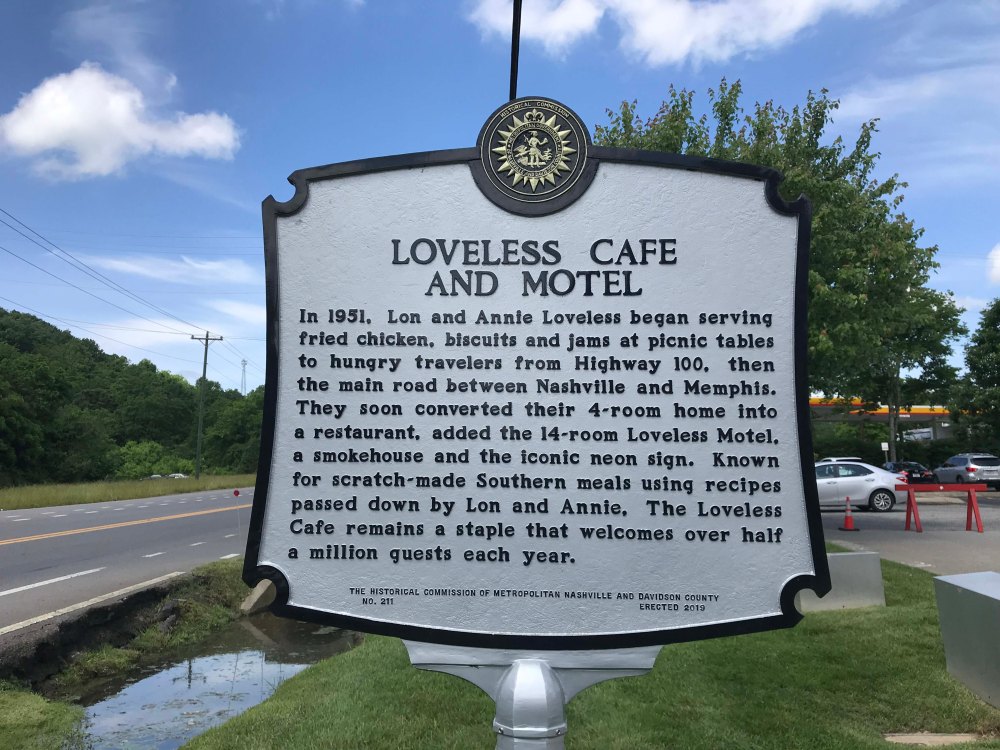 HISTORICAL COMMISSION
LOVELESS CAFE
AND MOTEL
In 1951, Lon and Annie Loveless began serving
fried chicken, biscuits and jams at picnic tables
to hungry travelers from Highway 100, then
the main road between Nashville and Memphis.
They soon converted their 4-room home into
a restaurant, added the 14-room Loveless Motel,
a smokehouse and the iconic neon sign. Known
for scratch-made Southern meals using recipes
passed down by Lon and Annie, The Loveless
Cafe remains a staple that welcomes over half
a million guests each year.
THE HISTORICAL COMMISSION OF METROPOLITAN NASHVILLE AND DAVIDSON COUNTY
NO. 211 ERECTED 2019